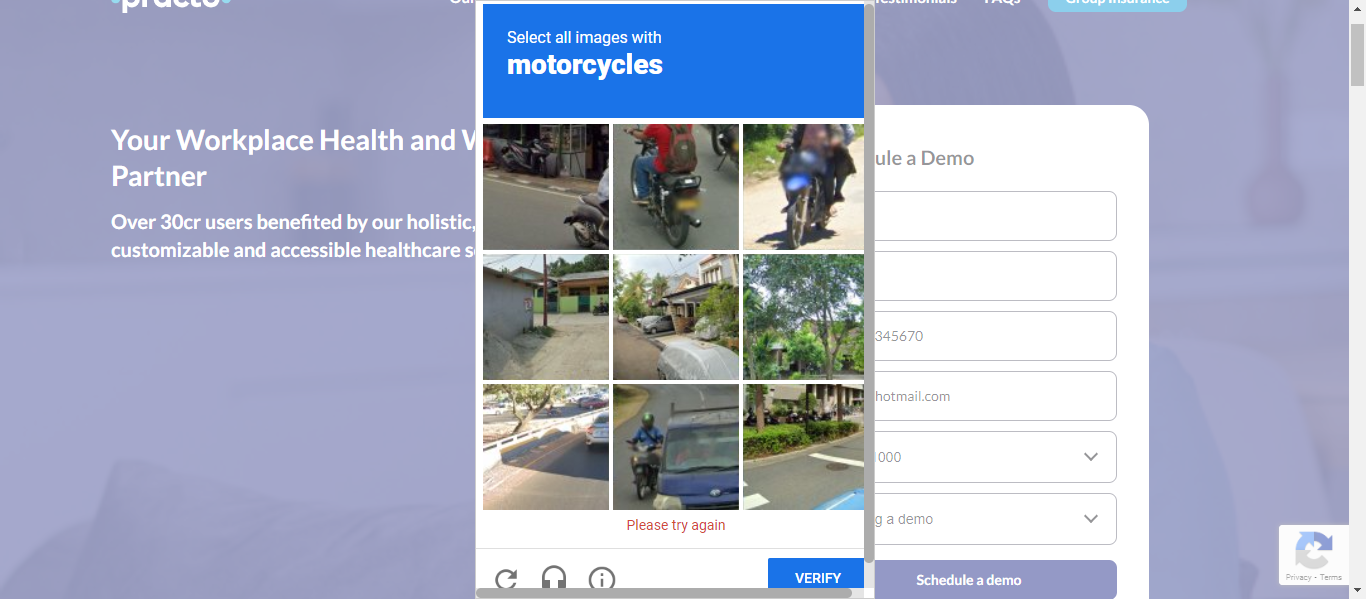 practo
Testimonials
FAQs
Group Insurance
Select all images with
motorcycles
Your Workplace Health and W
Partner
Over 30cr users benefited by our holistic,
customizable and accessible healthcare se
ule a Demo
345670
hotmail.com
000
g a demo
Schedule a demo
Please try again
VERIFY
Privacy - Terms